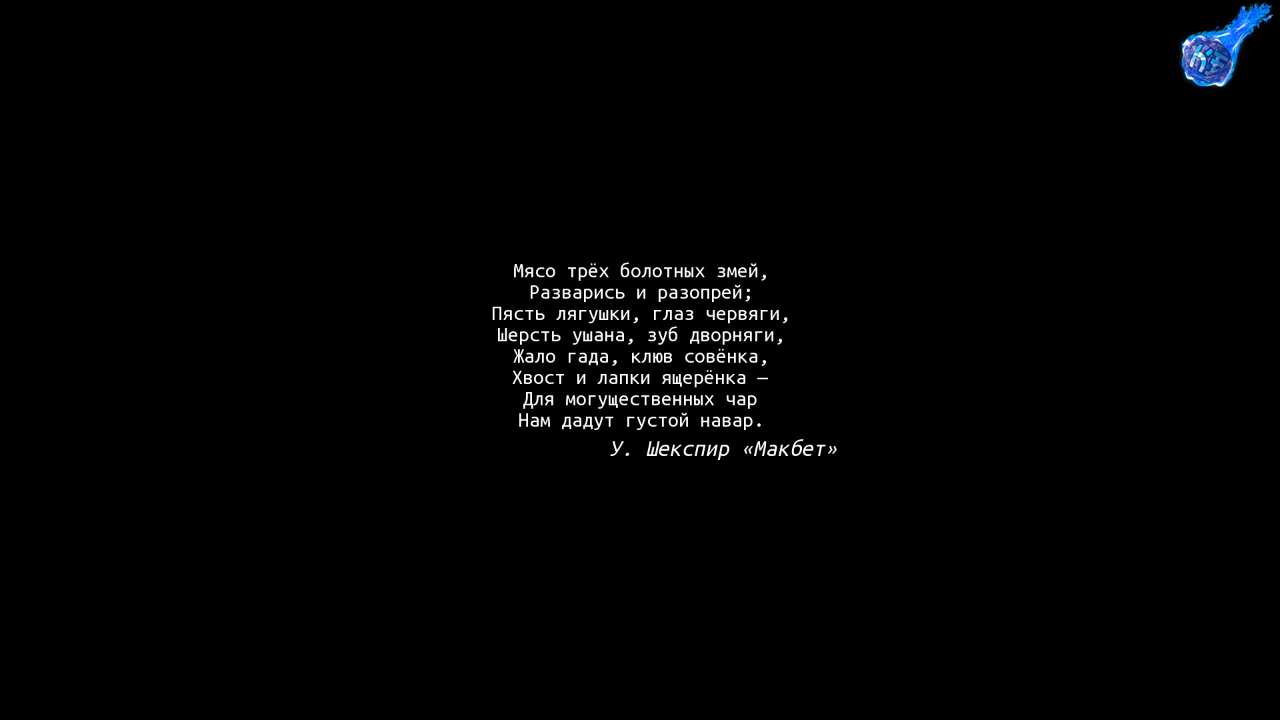 Мясо трёх болотных змей,
Разварись и разопрей;
Пясть лягушки, глаз червяги,
Шерсть ушана, зуб дворняги,
Жало гада, клюв совёнка,
Хвост и лапки ящерёнка —
Для могущественных чар
Нам дадут густой навар.
У. Шекспир «Макбет»